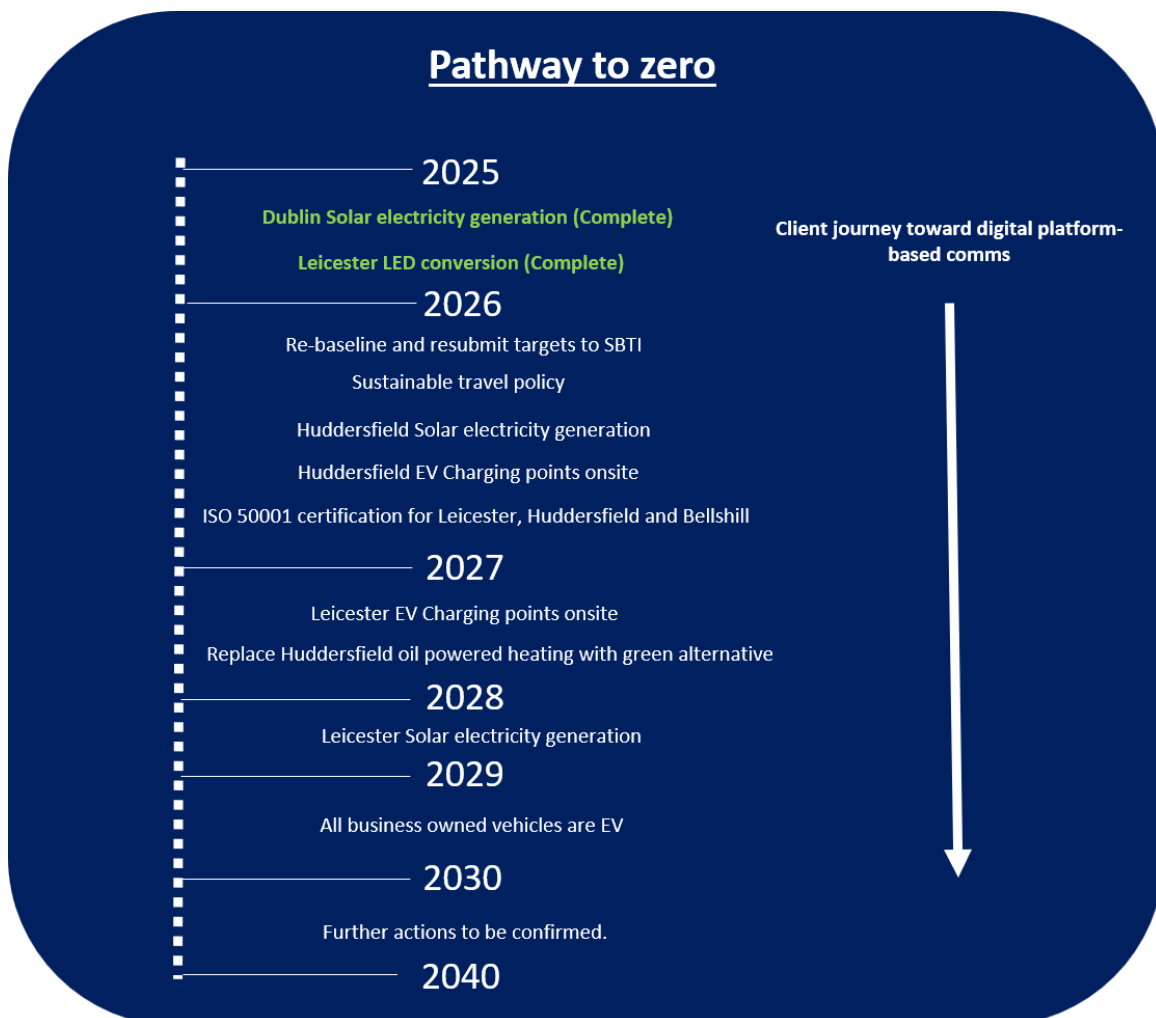 Pathway to zero
2025
Dublin Solar electricity generation (Complete)
Leicester LED conversion (Complete)
Client journey toward digital platform-
based comms
2026
Re-baseline and resubmit targets to SBTI
Sustainable travel policy
Huddersfield Solar electricity generation
Huddersfield EV Charging points onsite
ISO 50001 certification for Leicester, Huddersfield and Bellshill
2027
Leicester EV Charging points onsite
Replace Huddersfield oil powered heating with green alternative
2028
Leicester Solar electricity generation
2029
All business owned vehicles are EV
2030
Further actions to be confirmed.
2040